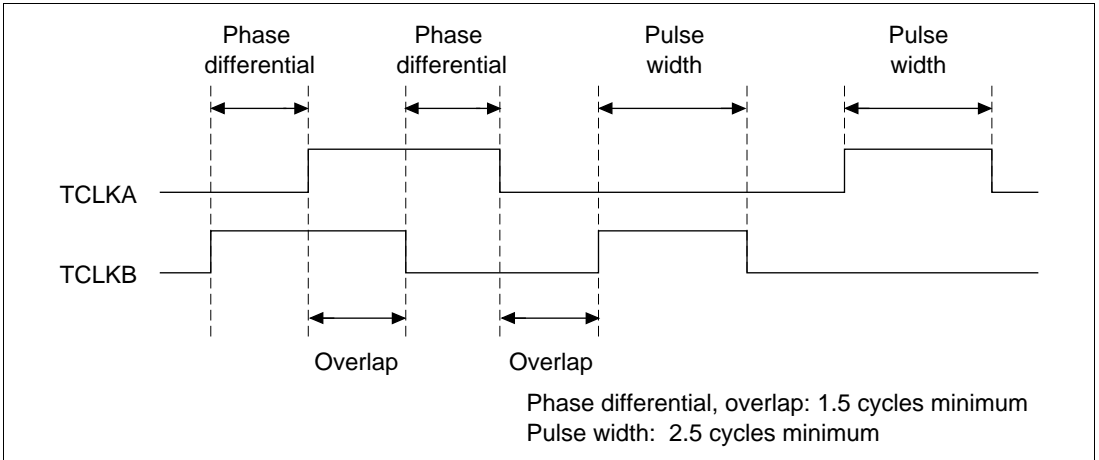 Phase
differential
Phase
differential
Pulse
width
Pulse
width
TCLKA
TCLKB
Overlap
Overlap
Phase differential, overlap: 1.5 cycles minimum
Pulse width: 2.5 cycles minimum